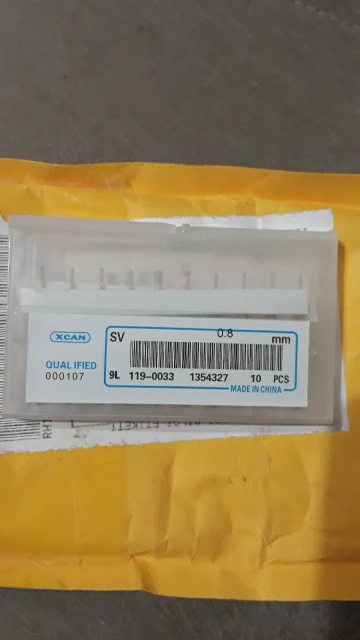 XCAN
QUALIFIED
000107
SV 0.8 mm
9L 119-0033 1354327 10 PCS
MADE IN CHINA